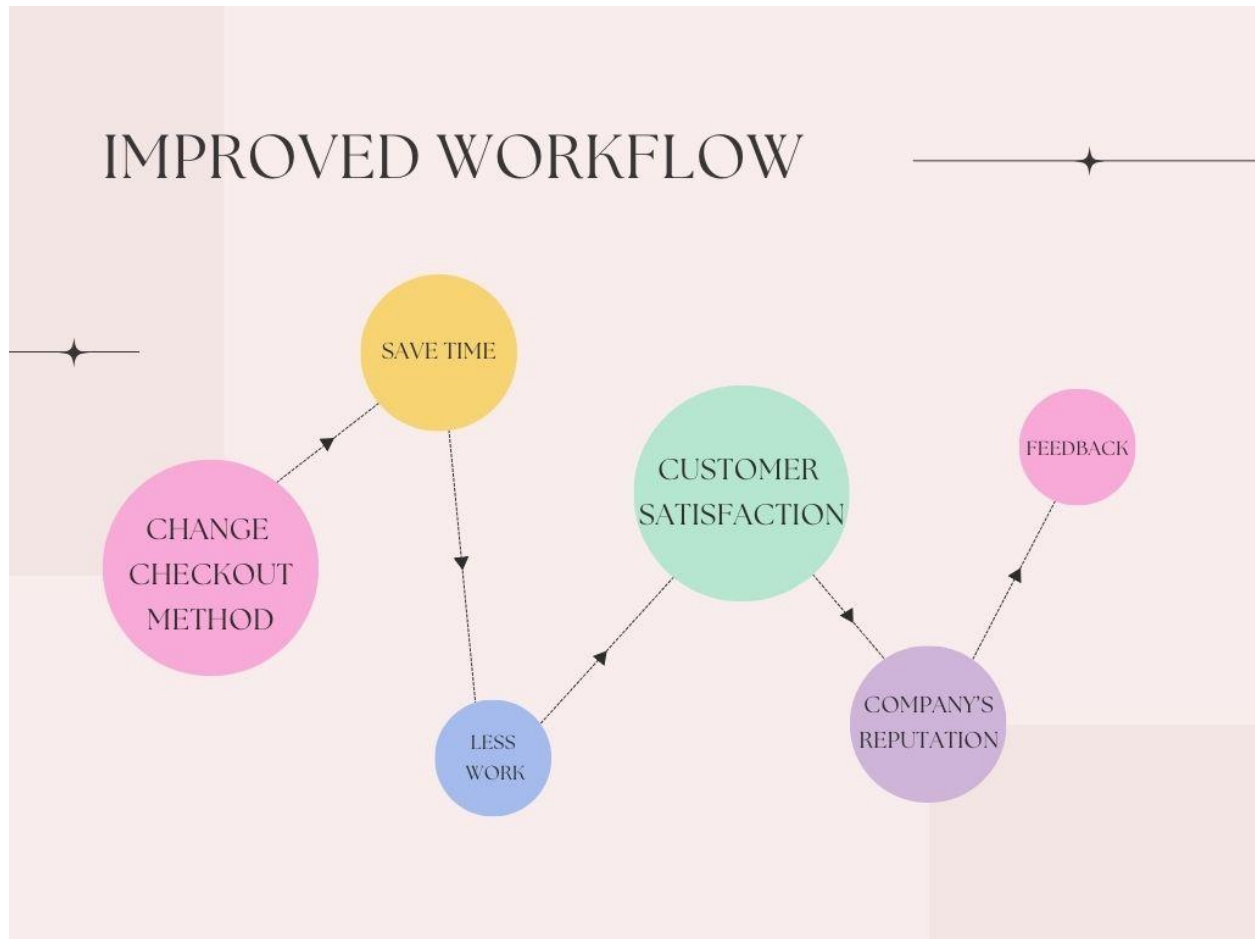 IMPROVED WORKFLOW
SAVE TIME
CHANGE
CHECKOUT
METHOD
LESS
WORK
CUSTOMER
SATISFACTION
COMPANY'S
REPUTATION
FEEDBACK